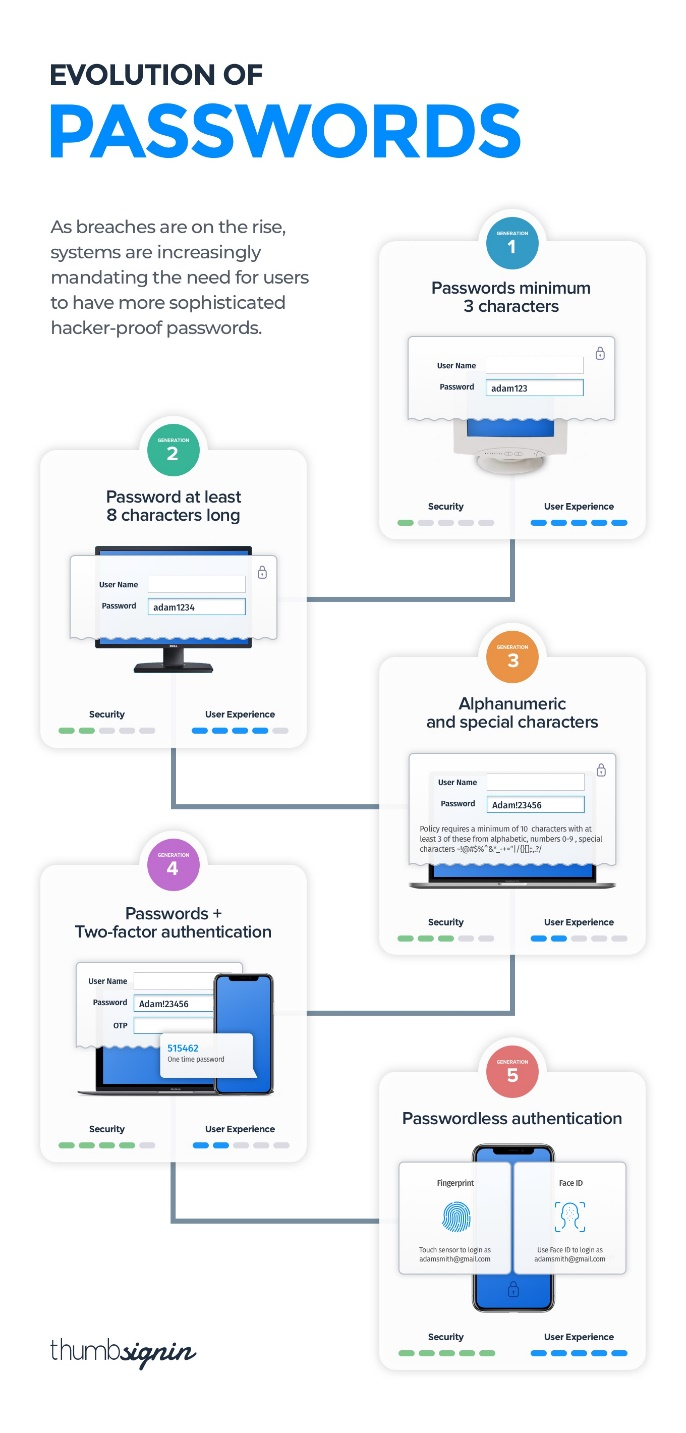 EVOLUTION OF
PASSWORDS
As breaches are on the rise,
systems are increasingly
mandating the need for users
to have more sophisticated
hacker-proof passwords.
GENERATION
1
Passwords minimum
3 characters
User Name
Password
adam123
Security
User Experience
GENERATION
2
Password at least
8 characters long
User Name
Password
adam1234
Security
User Experience
GENERATION
3
Alphanumeric
and special characters
User Name
Password
Adam!23456
Policy requires a minimum of 10 characters with at
least 3 of these from alphabetic, numbers 0-9 , special
characters
Security
User Experience
GENERATION
4
Passwords +
Two-factor authentication
User Name
Password
Adam!23456
OTP
515462
One time password
Security
User Experience
GENERATION
5
Passwordless authentication
Fingerprint
Touch sensor to login as
adamsmith@gmail.com
Face ID
Use Face ID to login as
adamsmith@gmail.com
Security
User Experience
thumbsignin